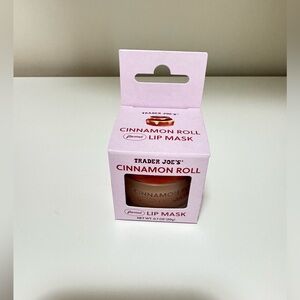 TRADER JOE'S
CINNAMON ROLL
flavored LIP MASK
TRADER JOE'S
CINNAMON ROLL
CINNAMO
flavored LIP MASK
NET WT. 0.7 OZ (20g)